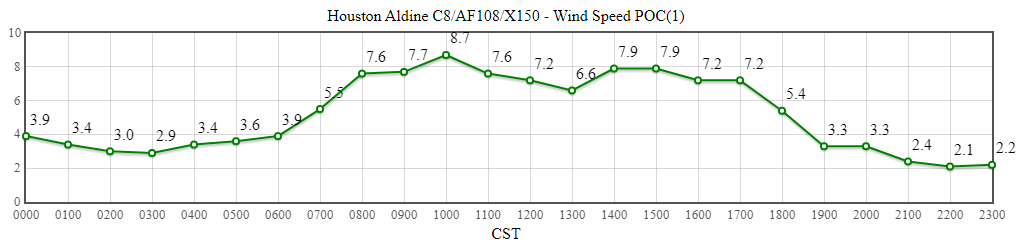 Houston Aldine C8/AF108/X150 - Wind Speed POC(1)
10
8
6
4
2
0
3.9 3.4 3.0 2.9 3.4 3.6 3.9 5.5 7.6 7.7 8.7 7.6 7.2 6.6 7.9 7.9 7.2 7.2 5.4 3.3 3.3 2.4 2.1 2.2
0000 0100 0200 0300 0400 0500 0600 0700 0800 0900 1000 1100 1200 1300 1400 1500 1600 1700 1800 1900 2000 2100 2200 2300
CST